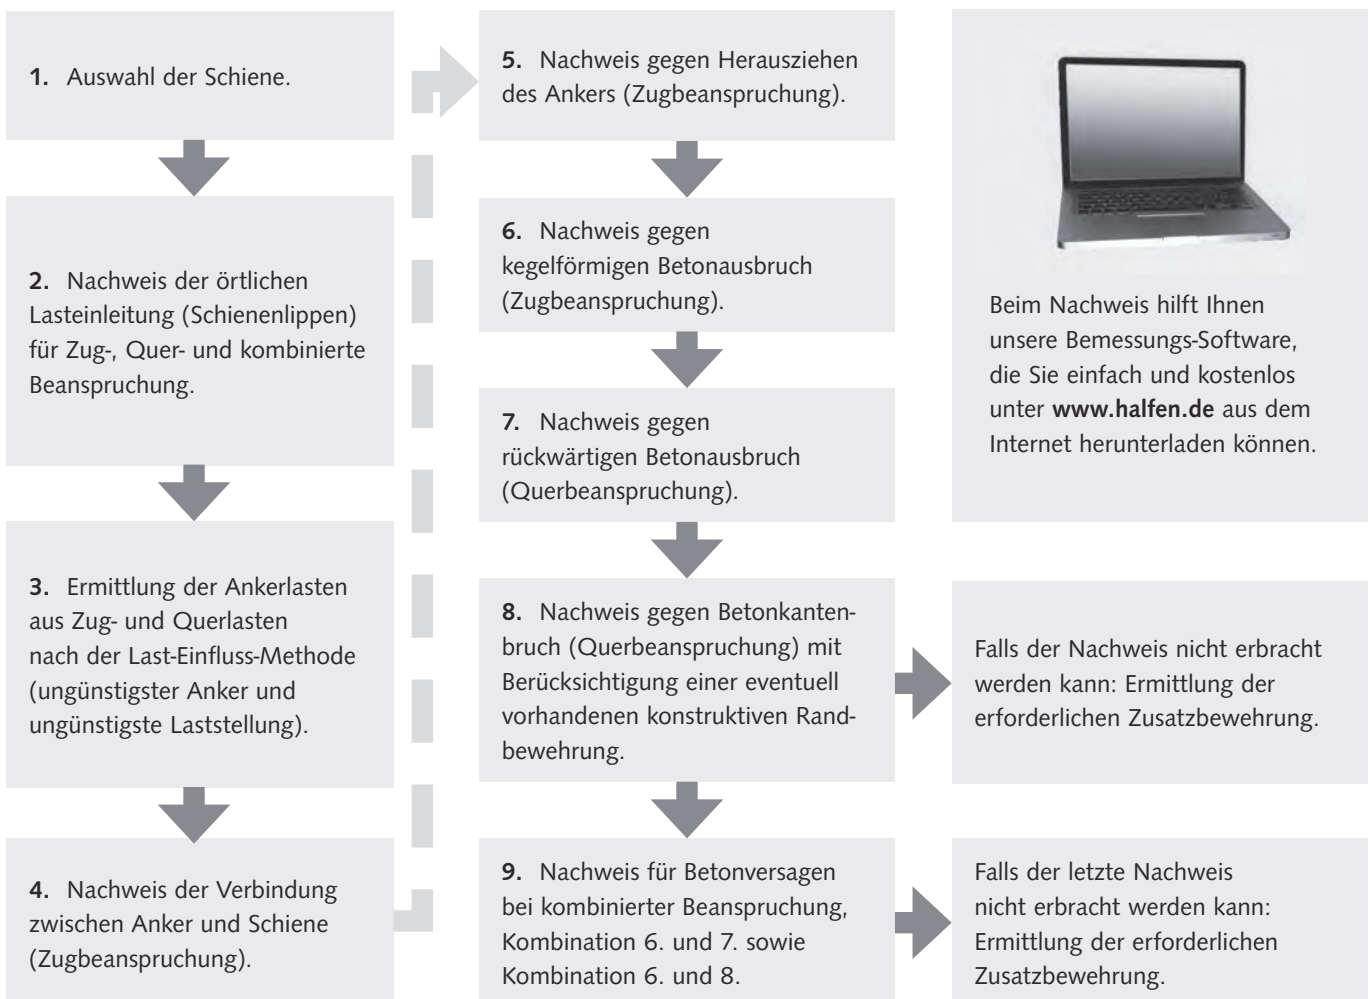 1. Auswahl der Schiene.
2. Nachweis der örtlichen
Lasteinleitung (Schienenlippen)
für Zug-, Quer- und kombinierte
Beanspruchung.
3. Ermittlung der Ankerlasten
aus Zug- und Querlasten
nach der Last-Einfluss-Methode
(ungünstigster Anker und
ungünstigste Laststellung).
4. Nachweis der Verbindung
zwischen Anker und Schiene
(Zugbeanspruchung).
5. Nachweis gegen Herausziehen
des Ankers (Zugbeanspruchung).
6. Nachweis gegen
kegelförmigen Betonausbruch
(Zugbeanspruchung).
7. Nachweis gegen
rückwärtigen Betonausbruch
(Querbeanspruchung).
8. Nachweis gegen Betonkanten-
bruch (Querbeanspruchung) mit
Berücksichtigung einer eventuell
vorhandenen konstruktiven Rand-
bewehrung.
9. Nachweis für Betonversagen
bei kombinierter Beanspruchung,
Kombination 6. und 7. sowie
Kombination 6. und 8.
Beim Nachweis hilft Ihnen
unsere Bemessungs-Software,
die Sie einfach und kostenlos
unter www.halfen.de aus dem
Internet herunterladen können.
Falls der Nachweis nicht erbracht
werden kann: Ermittlung der
erforderlichen Zusatzbewehrung.
Falls der letzte Nachweis
nicht erbracht werden kann:
Ermittlung der erforderlichen
Zusatzbewehrung.